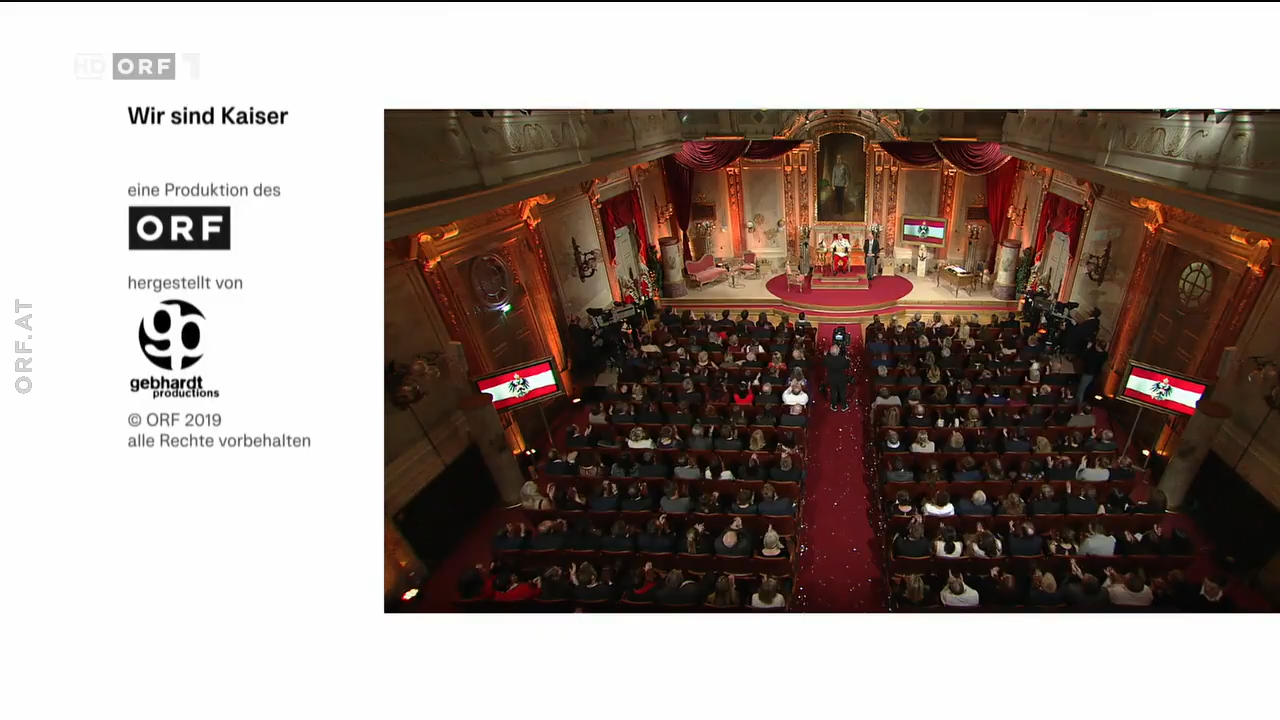 HD ORF 1
Wir sind Kaiser
eine Produktion des
ORF
hergestellt von
gp
gebhardt
productions
© ORF 2019
alle Rechte vorbehalten
ORF.AT